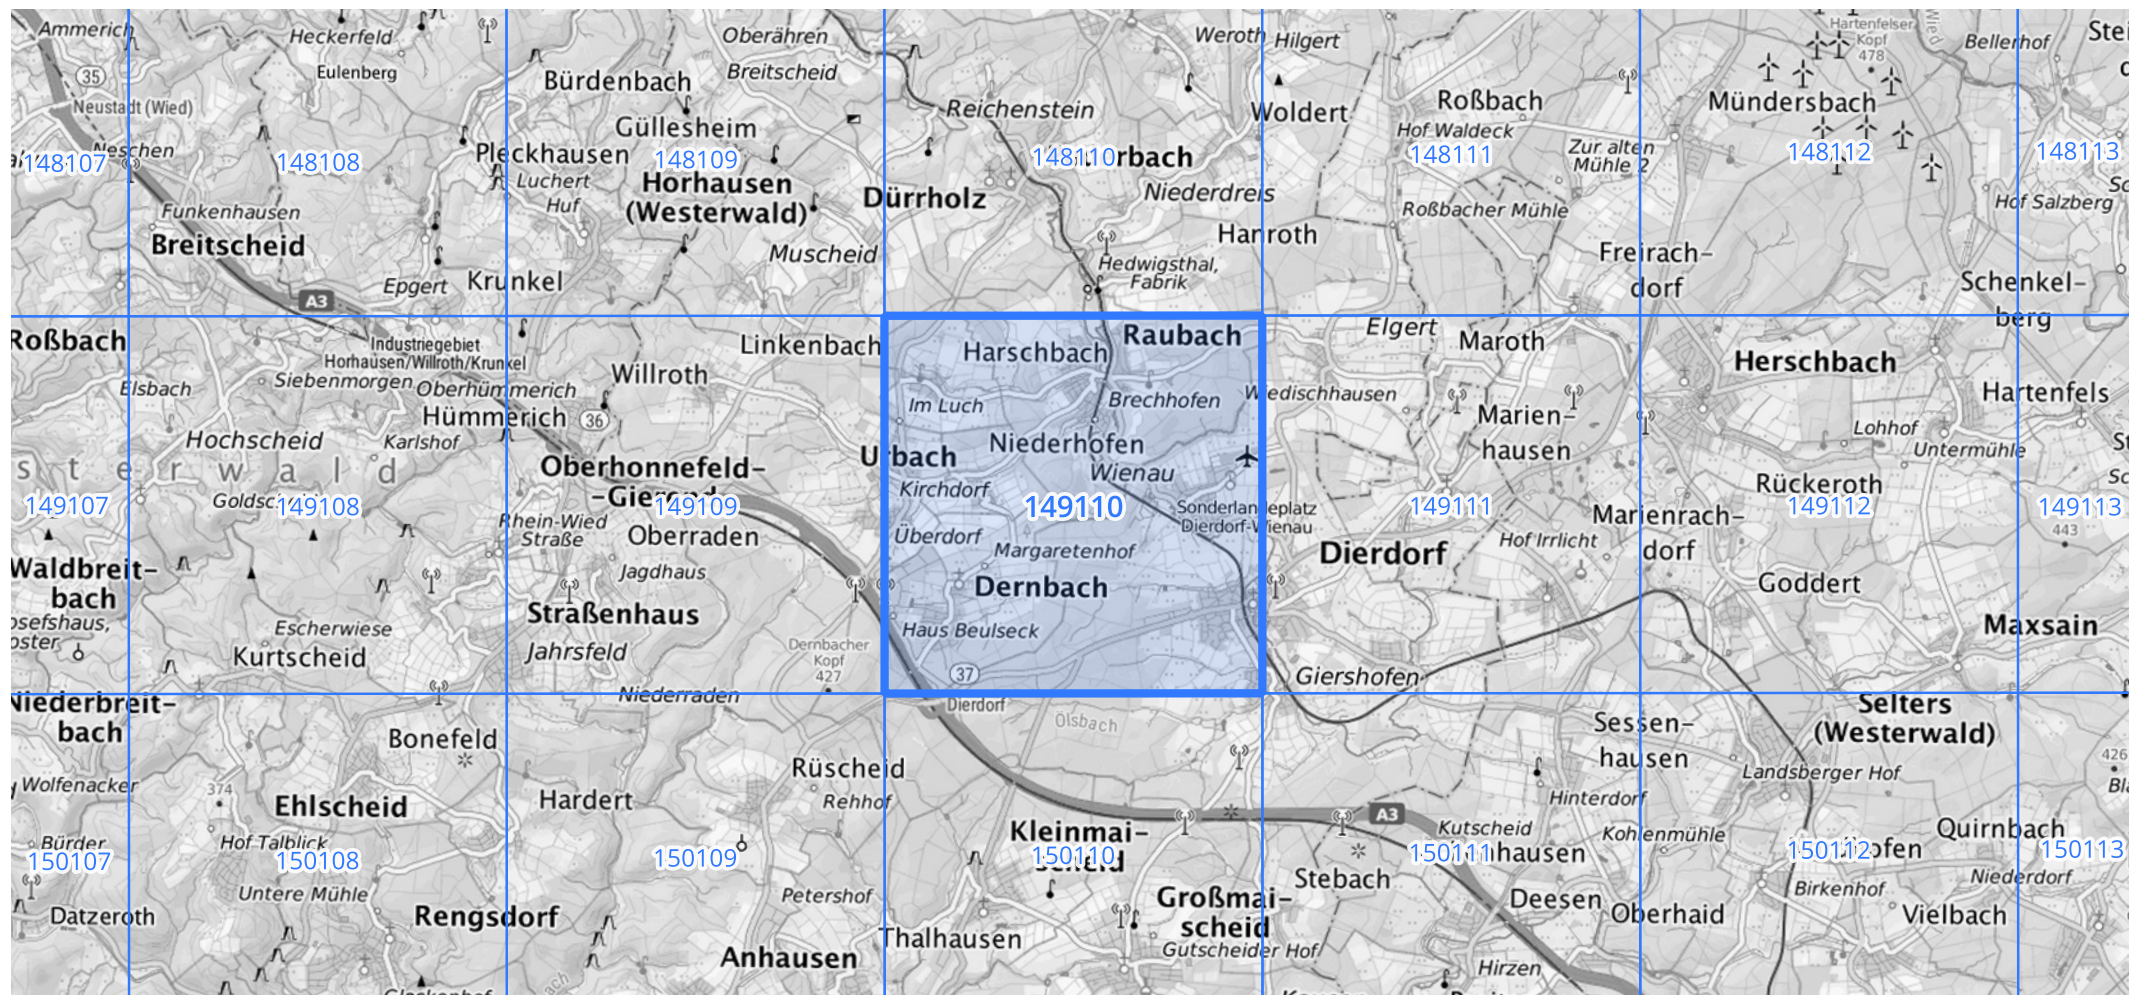 Ammerich
Heckerfeld
Eulenberg
35
Neustadt (Wied)
Neschen
148107
148108
Funkenhausen
Breitscheid
A3
Epgert
Krunkel
Oberähren
Breitscheid
Bürdenbach
Güllesheim
Pleckhausen
148109
Luchert
Huf
Horhausen
(Westerwald)
Muscheid
Reichenstein
148110
Dürrholz
Niederdreis
Hanroth
Hedwigsthal,
Fabrik
Weroth
Hilgert
Woldert
Roßbach
Hof Waldeck
148111
Zur alten
Mühle 2
Roßbacher Mühle
Freirach-
dorf
Hartenfelser
Kopf
478
Wied
Bellerhof
Mündersbach
148112
148113
Hof Salzberg
Schenkel-
berg
Roßbach
Industriegebiet
Horhausen/Willroth/Krunkel
Elsbach
Siebenmorgen
Oberhümmerich
Hümmerich
36
Hochscheid
Karlshof
s t e r w a l d
149107
149108
Waldbreit-
bach
Escherwiese
Kurtscheid
Linkenbach
Willroth
Oberhonnefeld-
-Gierend
149109
Rhein-Wied
Straße
Oberraden
Jagdhaus
Straßenhaus
Jahrsfeld
Dernbacher
Kopf
427
Niederraden
Raubach
Harschbach
Im Luch
Brechhofen
Niederhofen
Urbach
Wienau
Kirchdorf
149110
Sonderlandeplatz
Dierdorf-Wienau
Überdorf
Margaretenhof
Dernbach
Haus Beulseck
37
Elgert
Maroth
Wiedischhausen
Marien-
hausen
149111
Dierdorf
Hof Irrlicht
Marienrach-
dorf
Giershofen
Herschbach
Hartenfels
Lohhof
Untermühle
Rückeroth
149112
149113
443
Goddert
Maxsain
Niederbreit-
bach
Bonefeld
Wolfenacker
374
Ehlscheid
Bürder
Hof Talblick
150107
150108
Untere Mühle
Datzeroth
Rengsdorf
Hardert
Rüscheid
Rehhof
150109
Petershof
Anhausen
Dierdorf
Olsbach
Kleinmai-
scheid
150110
Großmai-
scheid
Thalhausen
Gutscheider Hof
A3
Kutscheid
150111
Stebach
Deesen
Hirzen
Sessen-
hausen
Hinterdorf
Kohlenmühle
Oberhaid
Selters
(Westerwald)
Landsberger Hof
426
Quirnbach
150112
150113
Birkenhof
Niederdorf
Vielbach